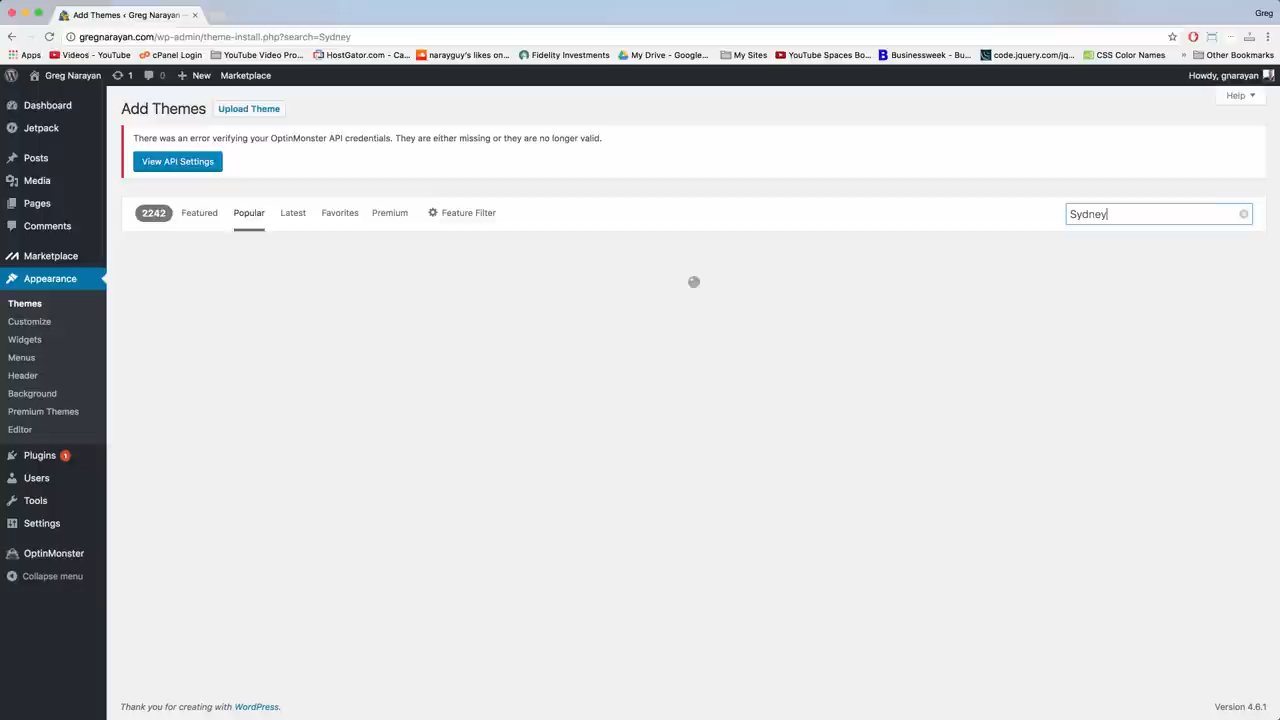 Add Themes ‹ Greg Narayan —
Greg
gregnarayan.com/wp-admin/theme-install.php?search=Sydney
Apps
Videos - YouTube
cPanel Login
YouTube Video Pro...
HostGator.com - Ca...
narayguy's likes on...
Fidelity Investments
My Drive - Google...
My Sites
YouTube Spaces Bo...
Businessweek - Bu...
code.jquery.com/jq...
CSS Color Names
»
Other Bookmarks
Greg Narayan
1
0
New
Marketplace
Howdy, gnarayan
Dashboard
Jetpack
Posts
Media
Pages
Comments
Marketplace
Appearance
Themes
Customize
Widgets
Menus
Header
Background
Premium Themes
Editor
Plugins 1
Users
Tools
Settings
OptinMonster
Collapse menu
Help
Add Themes
Upload Theme
There was an error verifying your OptinMonster API credentials. They are either missing or they are no longer valid.
View API Settings
2242
Featured
Popular
Latest
Favorites
Premium
Feature Filter
Sydney
Thank you for creating with WordPress.
Version 4.6.1